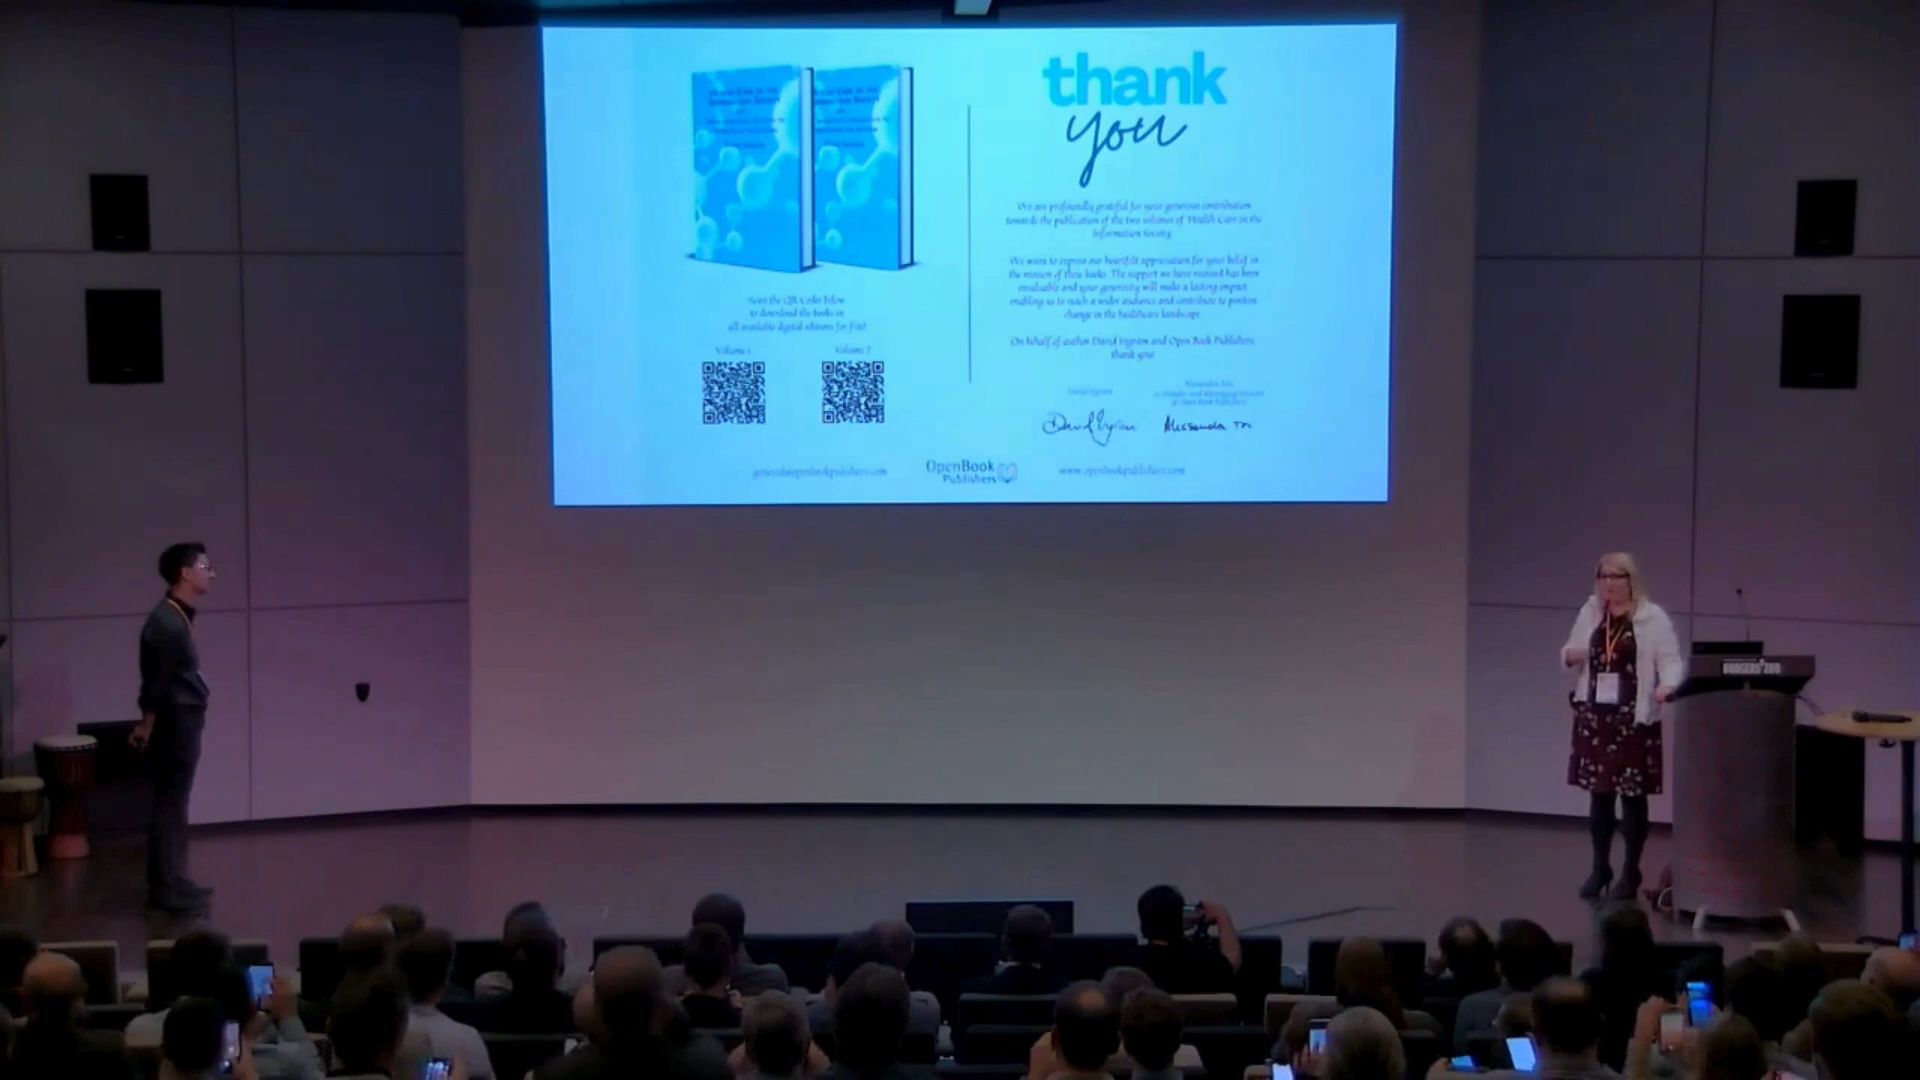 thank
you
We are profoundly grateful for your generous contribution
towards the publication of the two volumes of 'Health Care in the
Information Society'
We want to express our heartfelt appreciation for your belief in
the mission of these books. The support we have received has been
invaluable and your generosity will make a lasting impact,
enabling us to reach a wider audience and contribute to positive
change in the healthcare landscape.
On behalf of author David Ingram and Open Book Publishers,
thank you!
Scan the QR Codes below
to download the books in
all available digital editions for free!
Volume 1
Volume 2
David Ingram
OpenBook
Publishers
www.openbookpublishers.com
BURGERS' ZOO